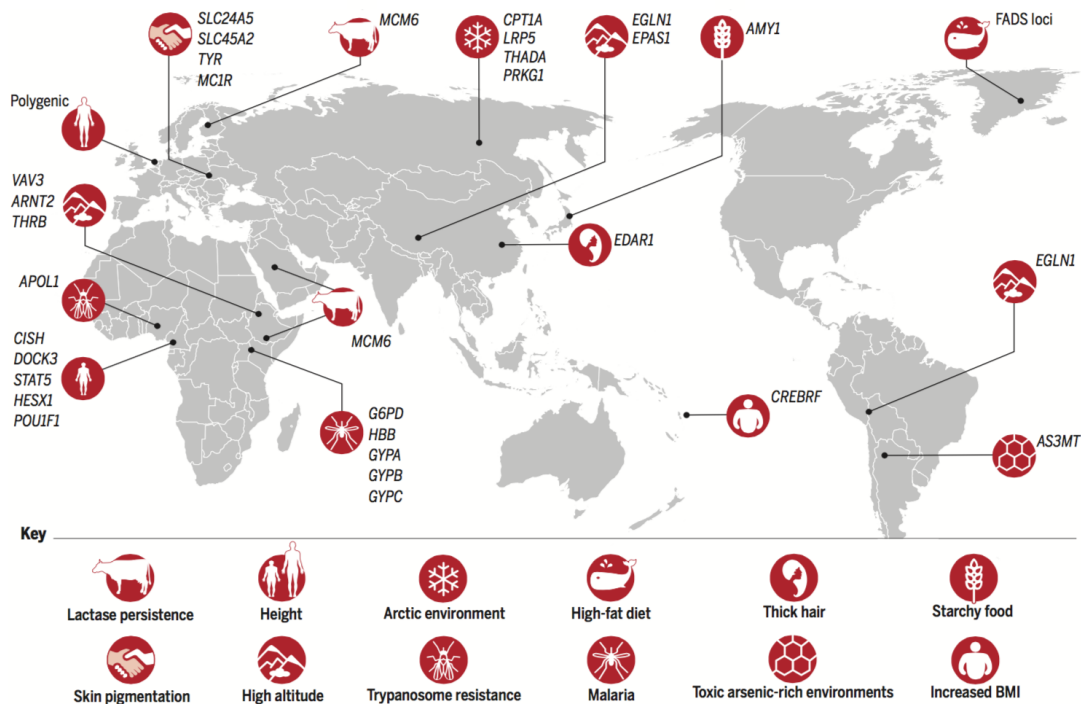 SLC24A5
SLC45A2
TYR
MC1R
MCM6
CPT1A
LRP5
THADA
PRKG1
EGLN1
EPAS1
AMY1
FADS loci
Polygenic
VAV3
ARNT2
THRB
EDAR1
APOL1
EGLN1
MCM6
CISH
DOCK3
STAT5
HESX1
POU1F1
G6PD
HBB
GYPA
GYPB
GYPC
CREBRF
AS3MT
Key
Lactase persistence
Height
Arctic environment
High-fat diet
Thick hair
Starchy food
Skin pigmentation
High altitude
Trypanosome resistance
Malaria
Toxic arsenic-rich environments
Increased BMI